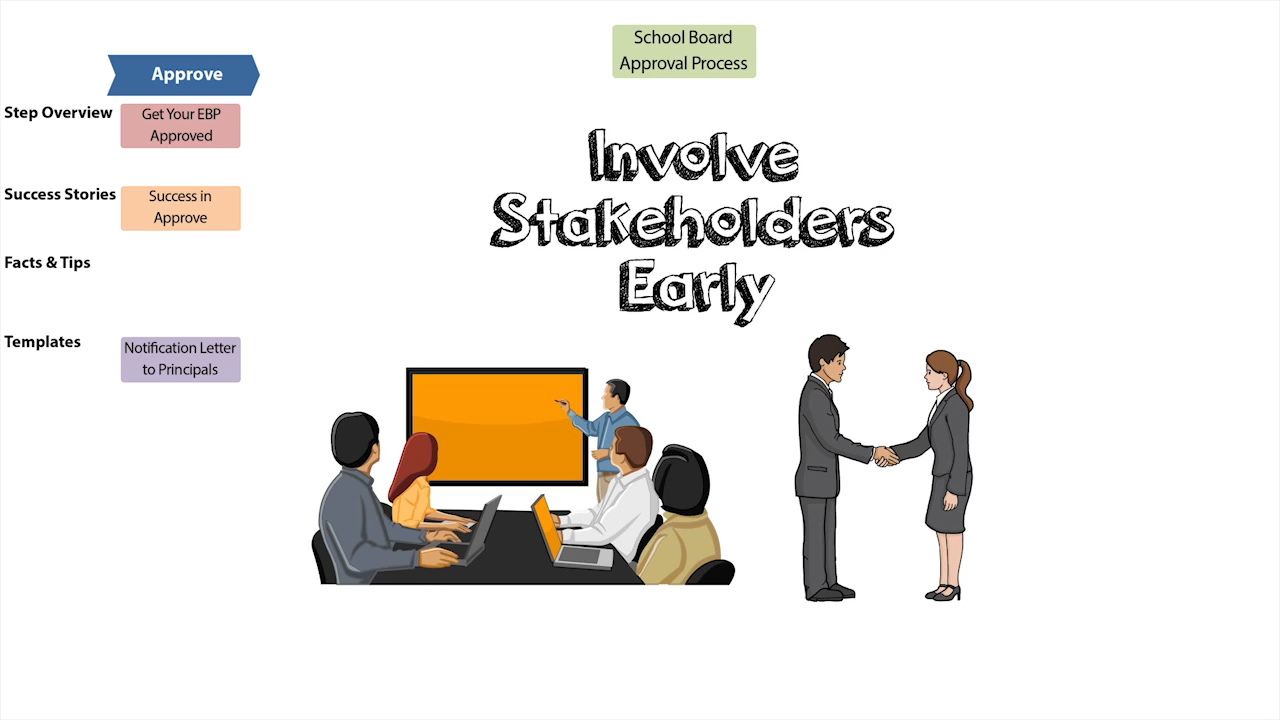 School Board
Approval Process
Approve
Step Overview
Get Your EBP
Approved
Success Stories
Success in
Approve
Facts & Tips
Templates
Notification Letter
to Principals
Involve
Stakeholders
Early